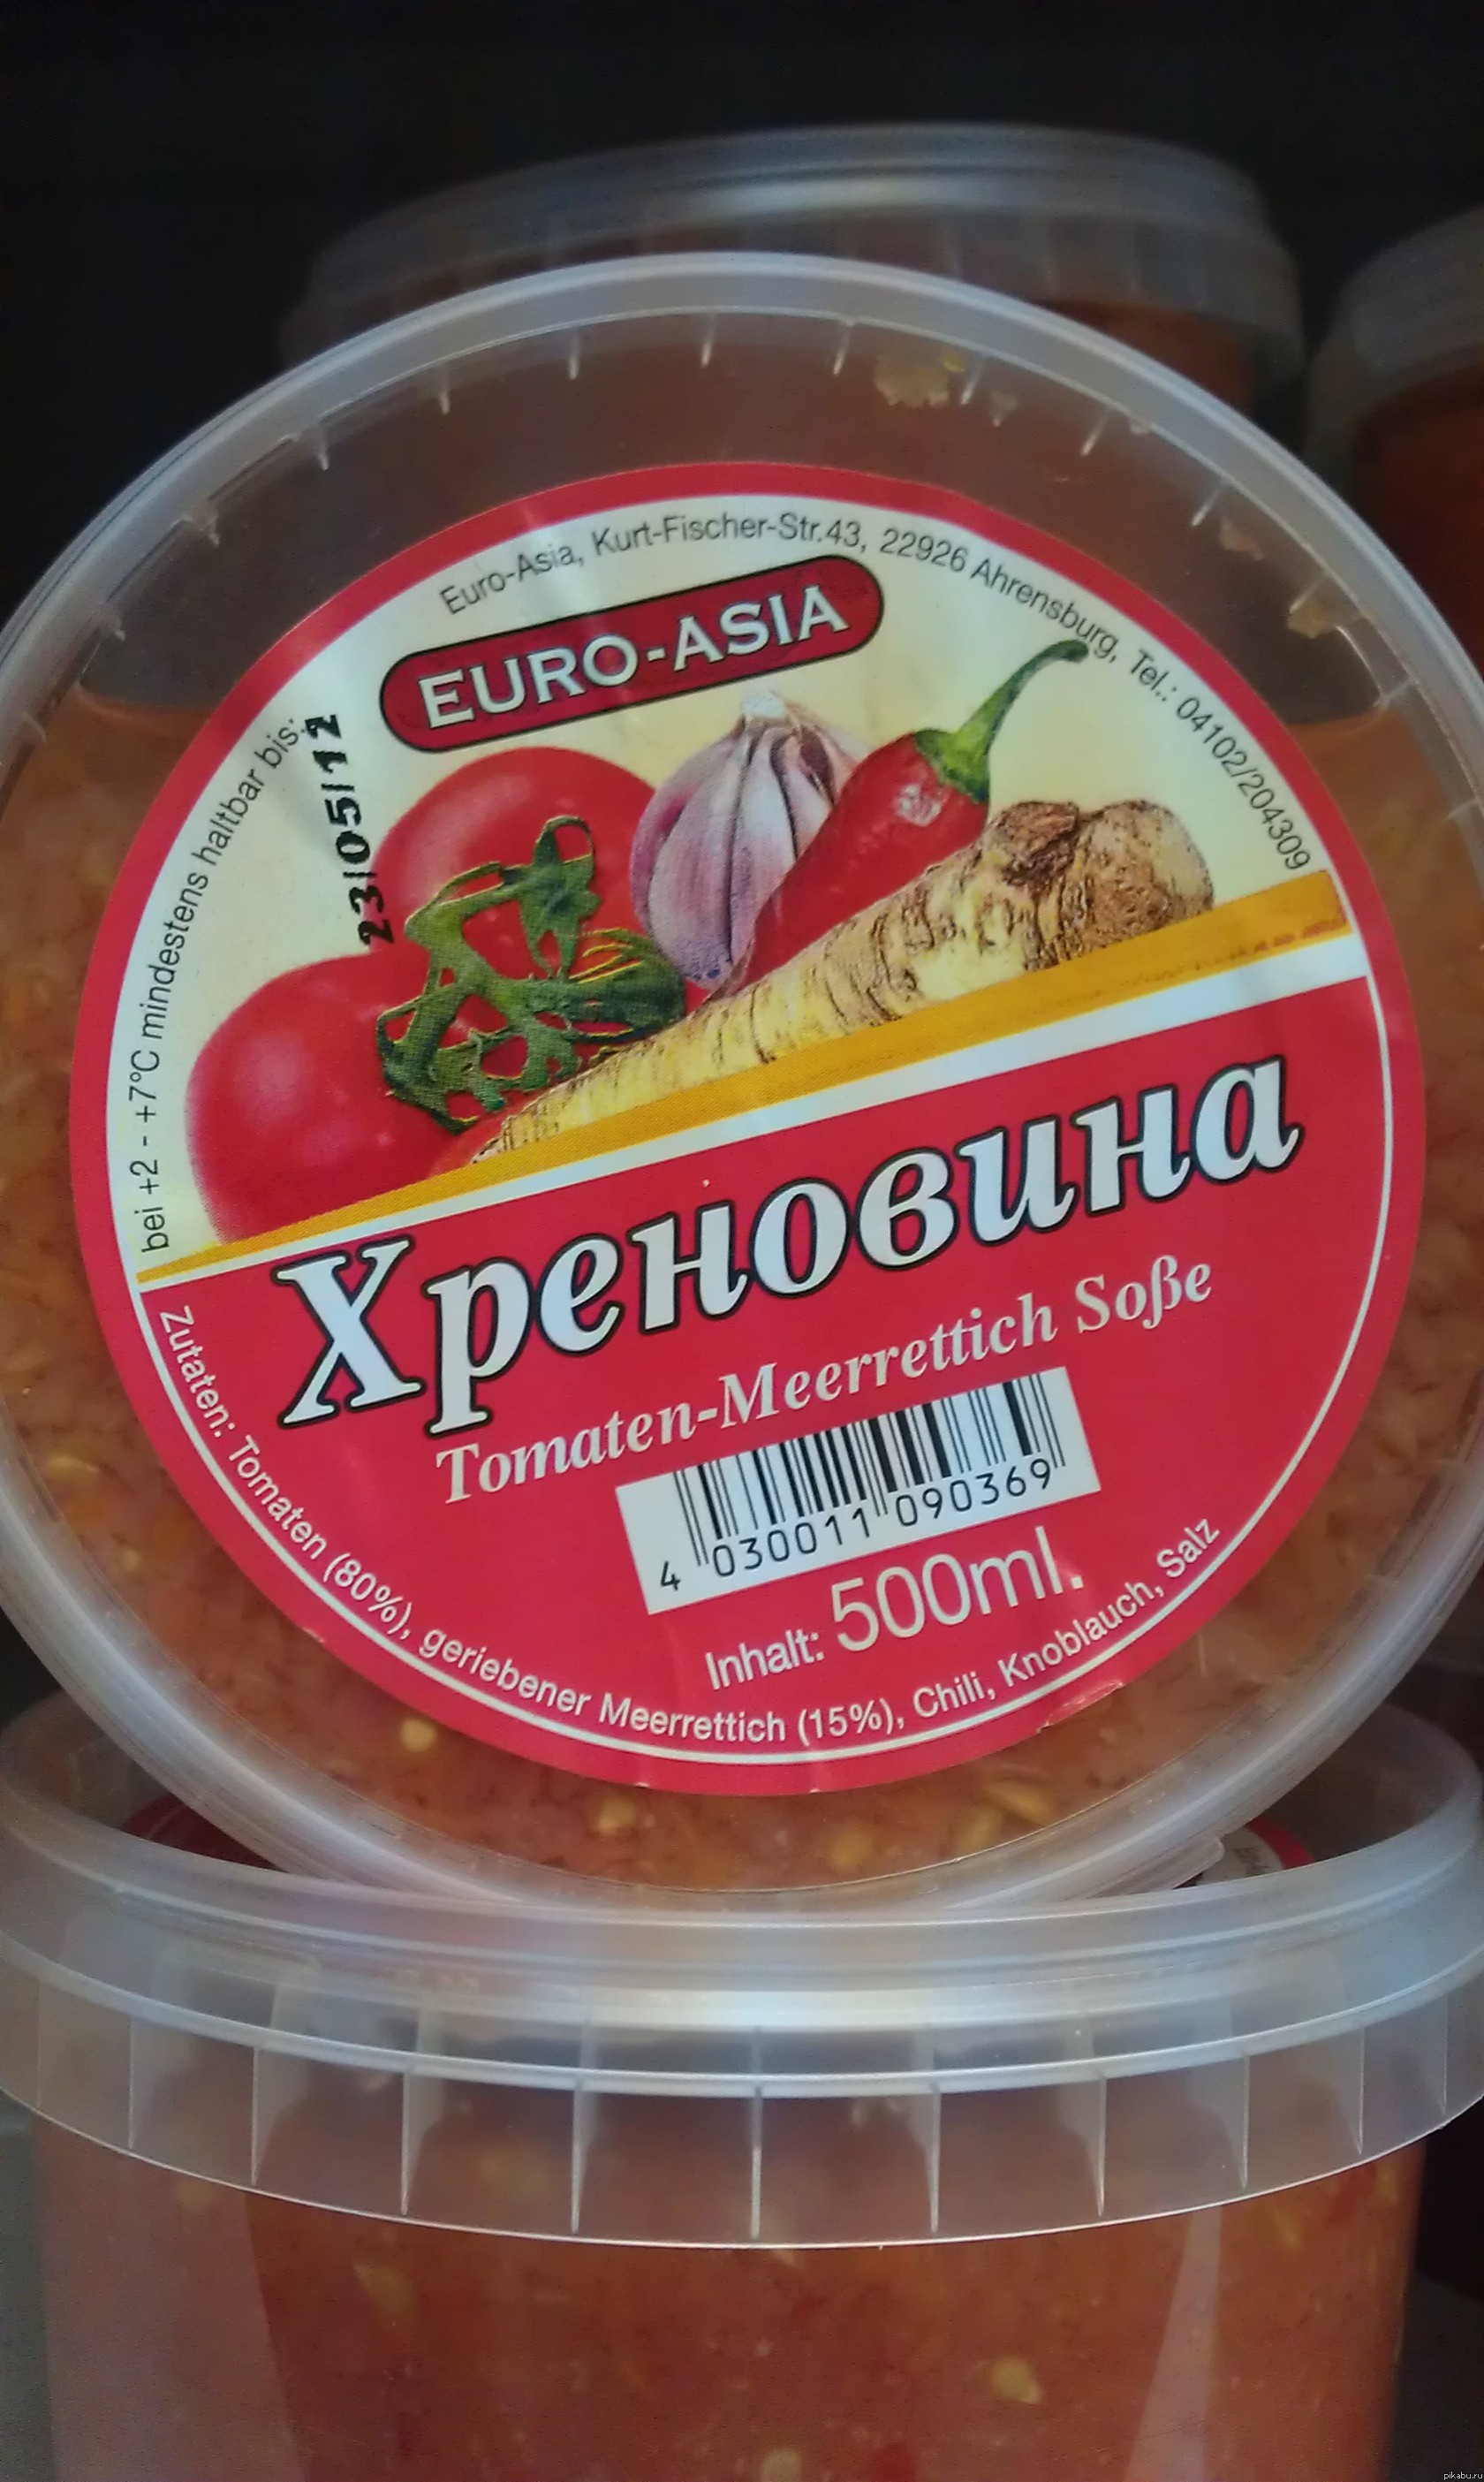 Euro-Asia, Kurt-Fischer-Str.43, 22926 Ahrensburg, Tel.: 04102/204309
EURO-ASIA
bei +2 - +7°C mindestens haltbar bis:
23/05/12
Хреновина
Tomaten-Meerrettich Soße
4 030011 090369
Inhalt: 500ml.
Zutaten: Tomaten (80%), geriebener Meerrettich (15%), Chili, Knoblauch, Salz
pikabu.ru